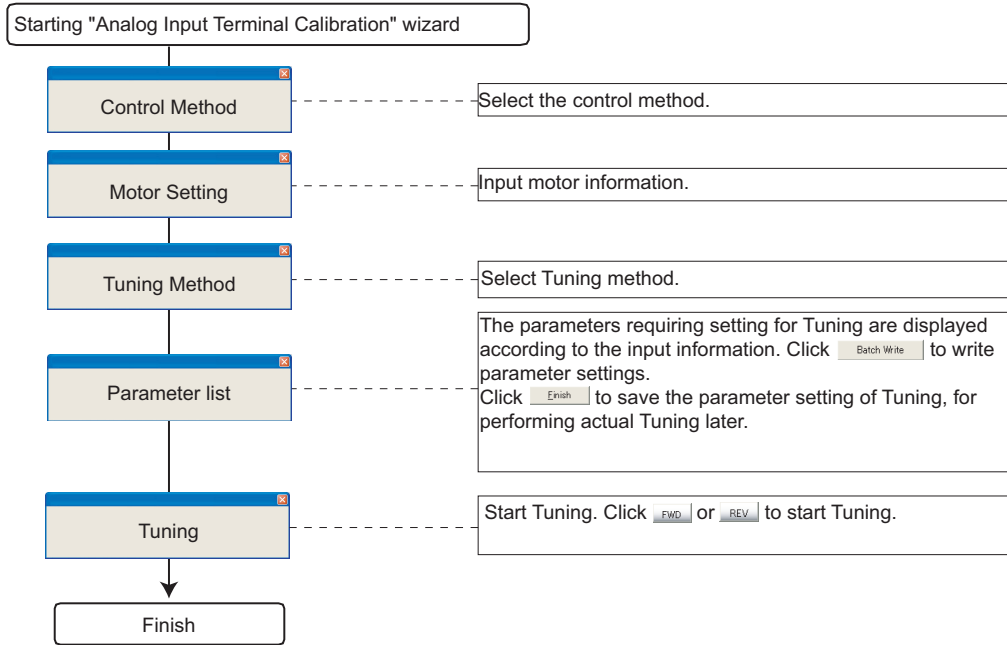 Starting "Analog Input Terminal Calibration" wizard
Control Method
Select the control method.
Motor Setting
Input motor information.
Tuning Method
Select Tuning method.
Parameter list
The parameters requiring setting for Tuning are displayed
according to the input information. Click Batch Write to write
parameter settings.
Click Finish to save the parameter setting of Tuning, for
performing actual Tuning later.
Tuning
Start Tuning. Click FWD or REV to start Tuning.
Finish